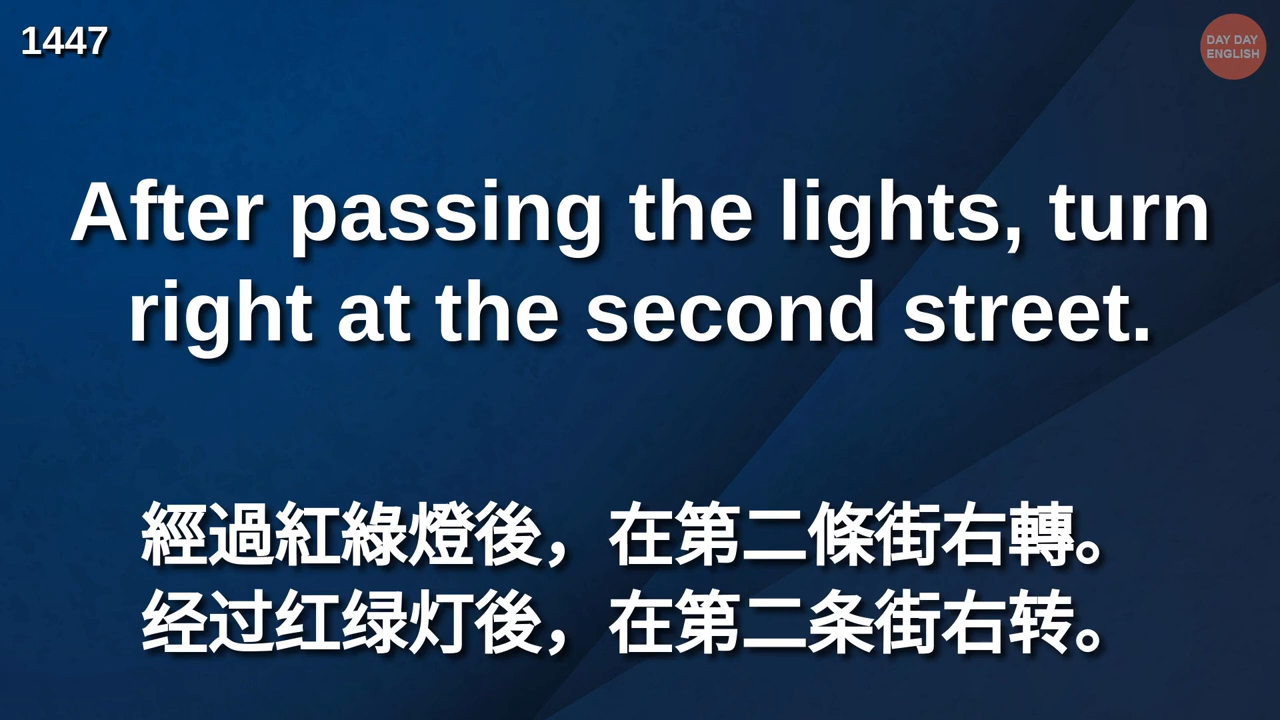 1447
DAY DAY
ENGLISH
After passing the lights, turn
right at the second street.
經過紅綠燈後，在第二條街右轉。
经过红绿灯後，在第二条街右转。